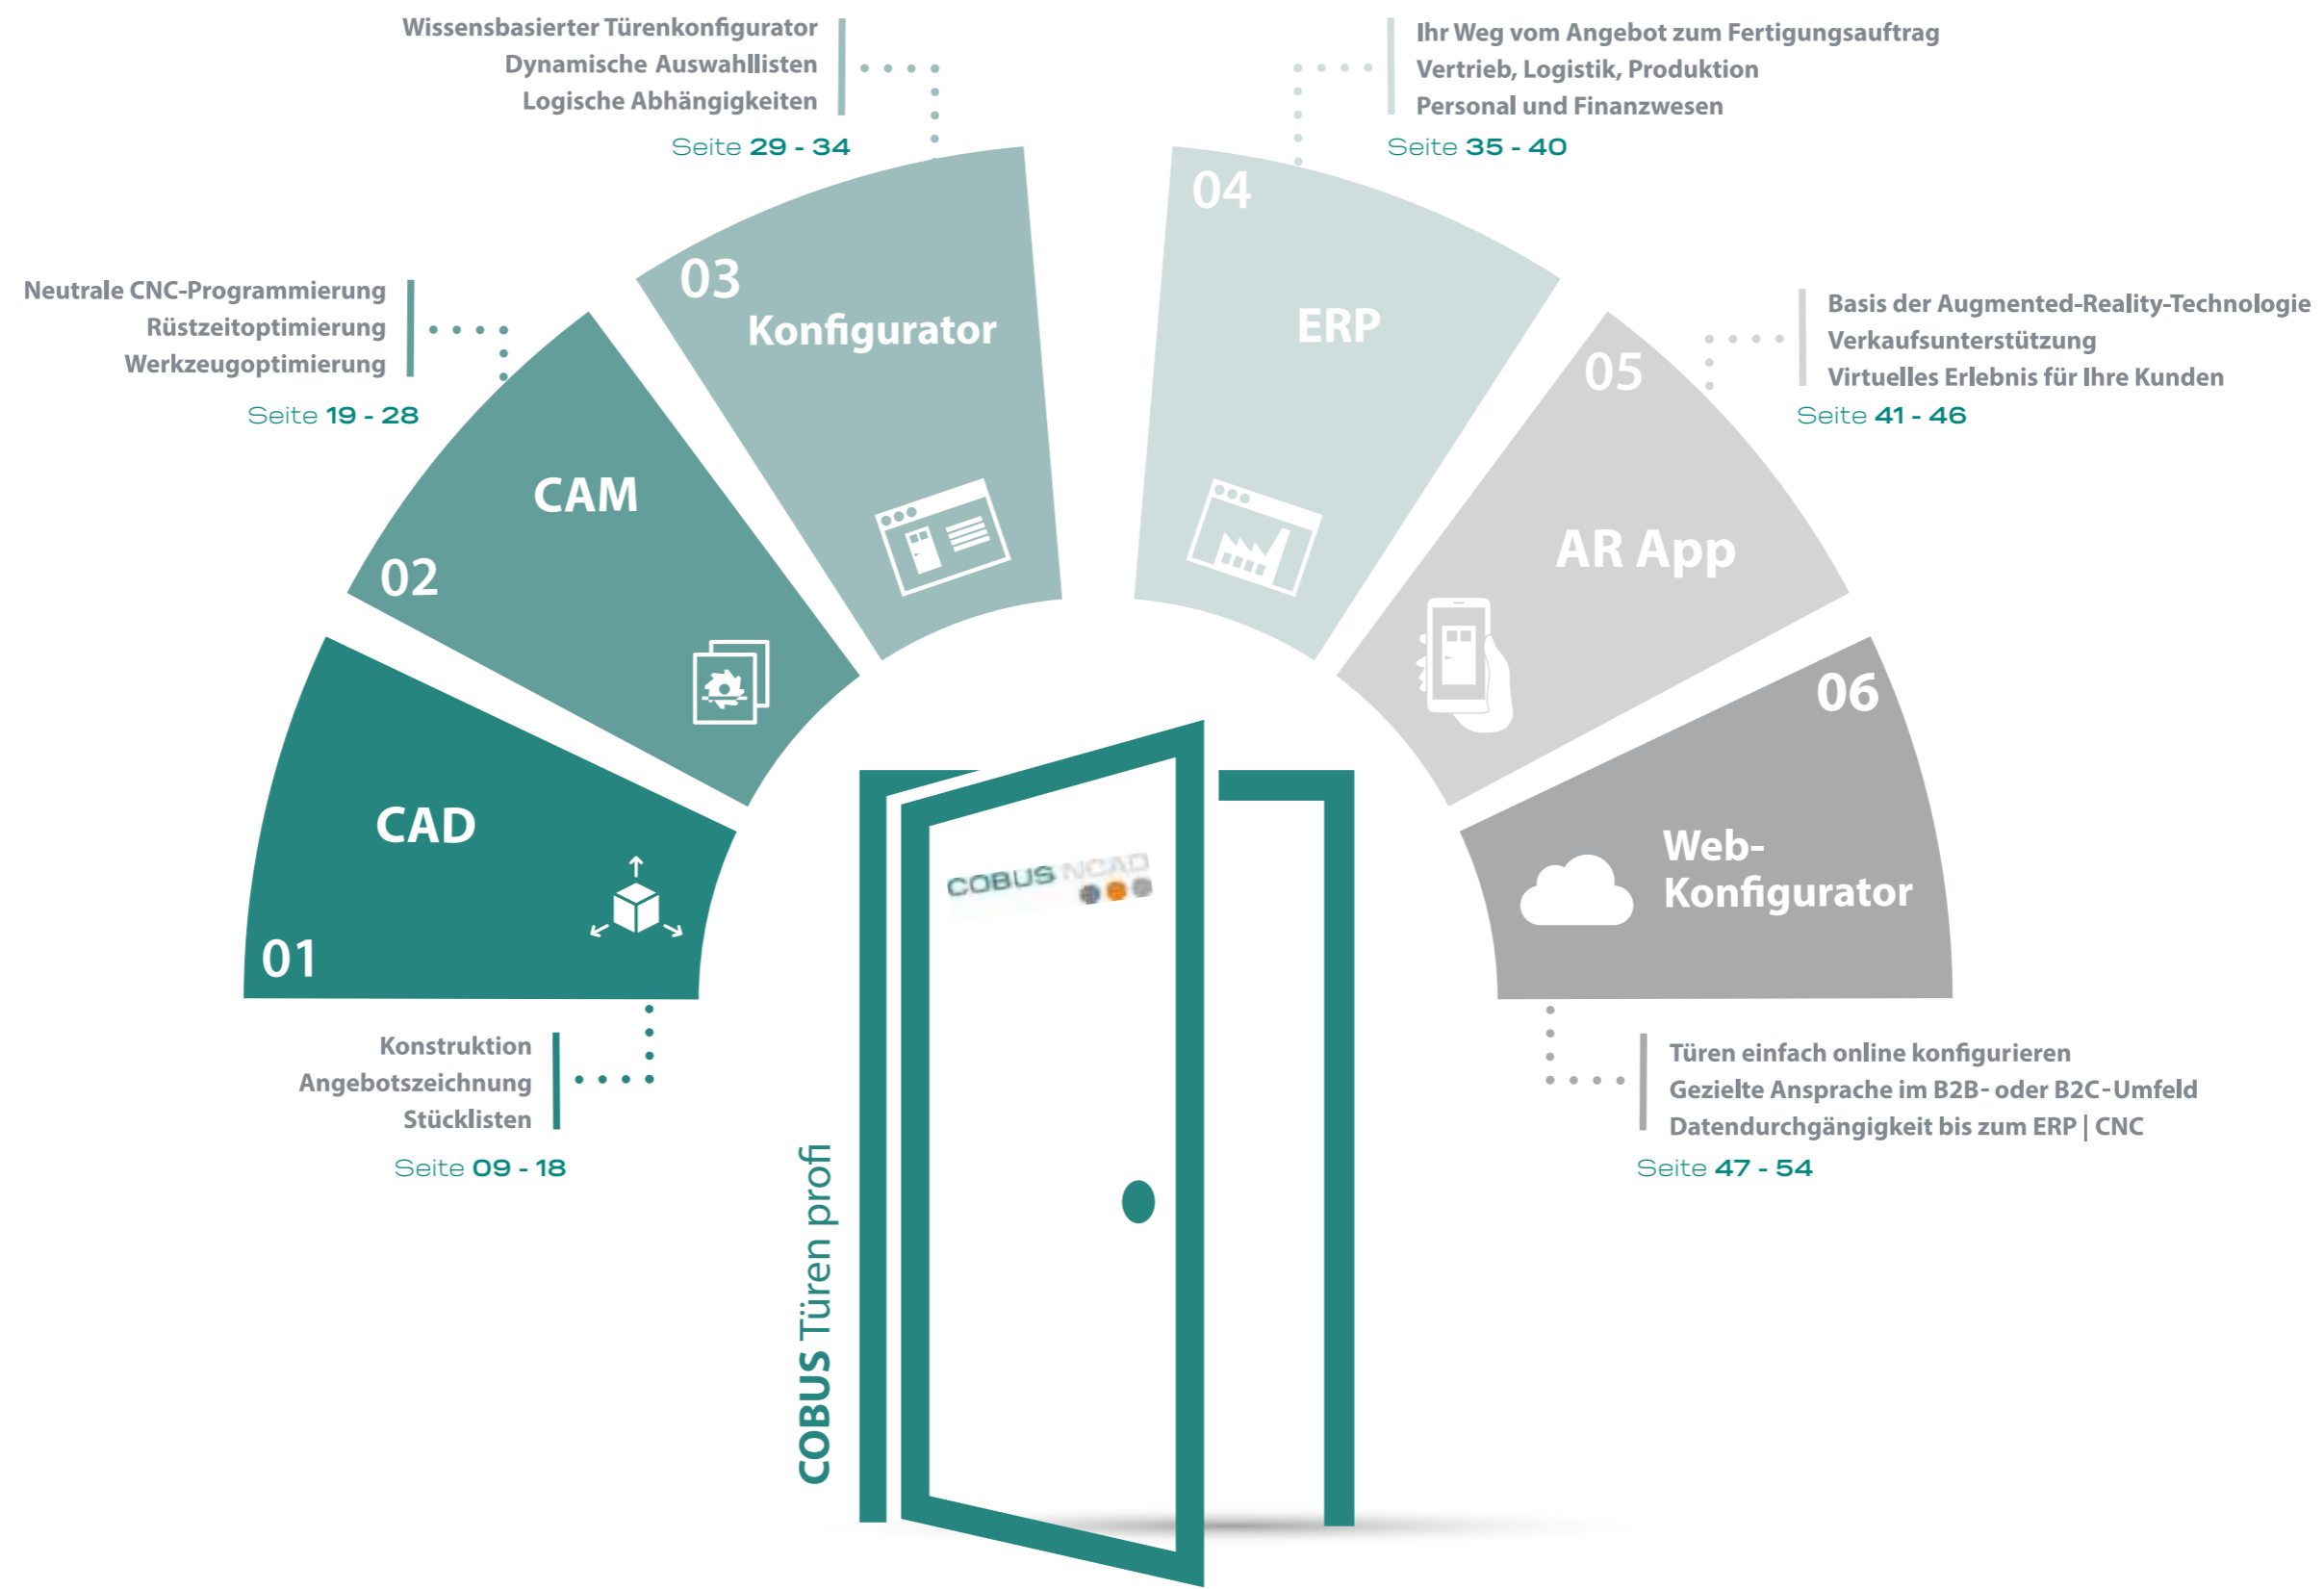 Wissensbasierter Türenkonfigurator
Dynamische Auswahllisten
Logische Abhängigkeiten
Seite 29 - 34
Ihr Weg vom Angebot zum Fertigungsauftrag
Vertrieb, Logistik, Produktion
Personal und Finanzwesen
Seite 35 - 40
Neutrale CNC-Programmierung
Rüstzeitoptimierung
Werkzeugoptimierung
Seite 19 - 28
Basis der Augmented-Reality-Technologie
Verkaufsunterstützung
Virtuelles Erlebnis für Ihre Kunden
Seite 41 - 46
01
CAD
02
CAM
03
Konfigurator
04
ERP
05
AR App
06
Web-
Konfigurator
COBUS NCAD
Konstruktion
Angebotszeichnung
Stücklisten
Seite 09 - 18
Türen einfach online konfigurieren
Gezielte Ansprache im B2B- oder B2C-Umfeld
Datendurchgängigkeit bis zum ERP | CNC
Seite 47 - 54
COBUS Türen profi